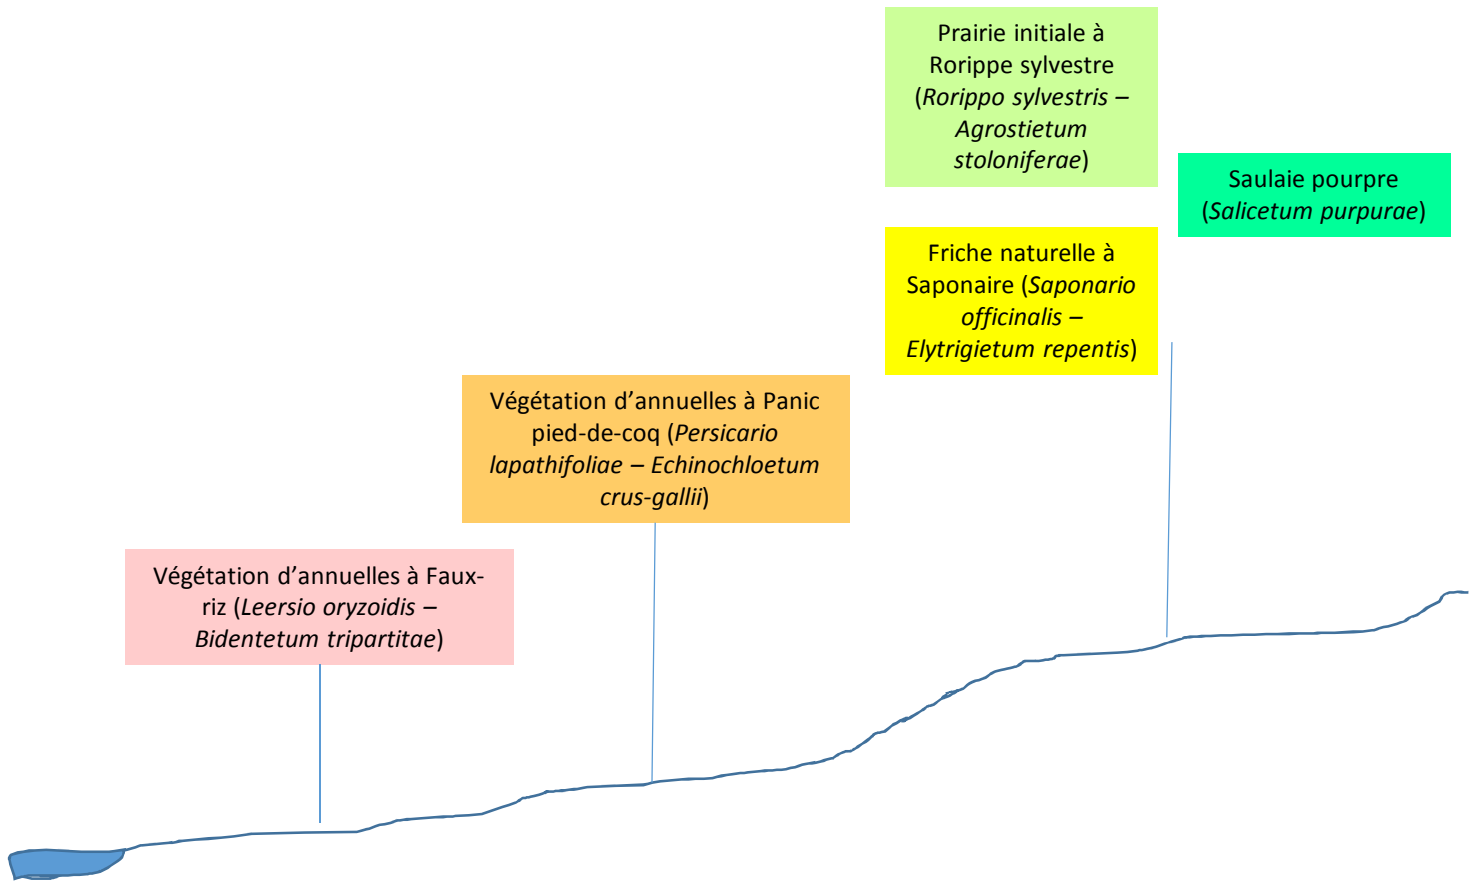 Prairie initiale à
Rorippe sylvestre
(Rorippo sylvestris –
Agrostietum
stoloniferae)
Saulaie pourpre
(Salicetum purpurae)
Friche naturelle à
Saponaire (Saponario
officinalis –
Elytrigietum repentis)
Végétation d’annuelles à Panic
pied-de-coq (Persicario
lapathifoliae – Echinochloetum
crus-gallii)
Végétation d’annuelles à Faux-
riz (Leersio oryzoidis –
Bidentetum tripartitae)